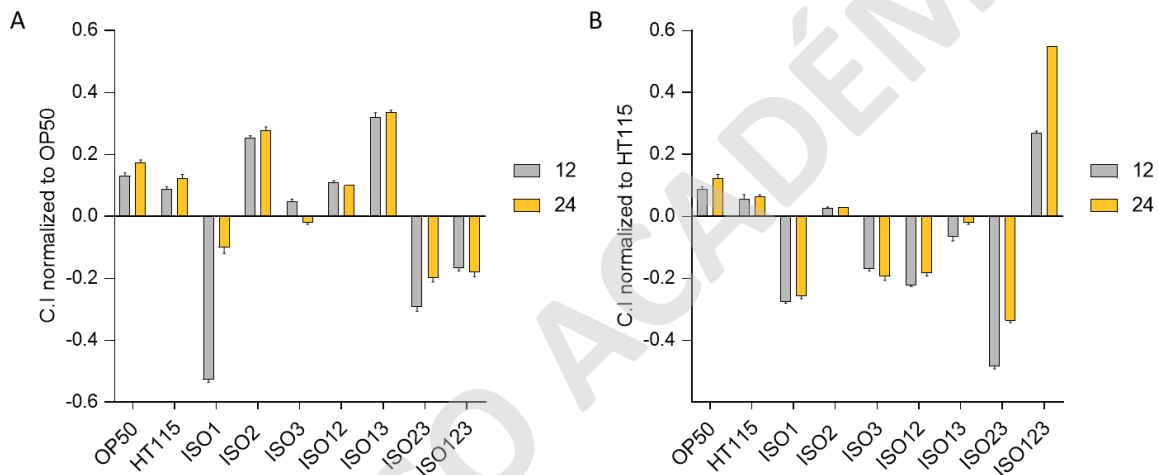 A
B
C.I normalized to OP50
0.6
0.4
0.2
0.0
-0.2
-0.4
-0.6
OP50
HT115
ISO1
ISO2
ISO3
ISO12
ISO13
ISO23
ISO123
12
24
C.I normalized to HT115
0.6
0.4
0.2
0.0
-0.2
-0.4
OP50
HT115
ISO1
ISO2
ISO3
ISO12
ISO13
ISO23
ISO123
12
24
O ACADÉM